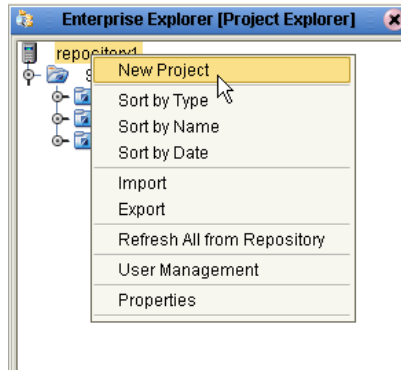 Enterprise Explorer [Project Explorer]
repository1
New Project
Sort by Type
Sort by Name
Sort by Date
Import
Export
Refresh All from Repository
User Management
Properties